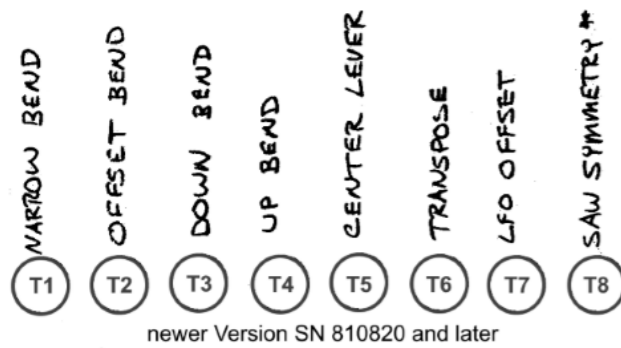 NARROW BEND
OFFSET BEND
DOWN BEND
UP BEND
CENTER LEVER
TRANSPOSE
LFO OFFSET
SAW SYMMETRY *
T1 T2 T3 T4 T5 T6 T7 T8
newer Version SN 810820 and later